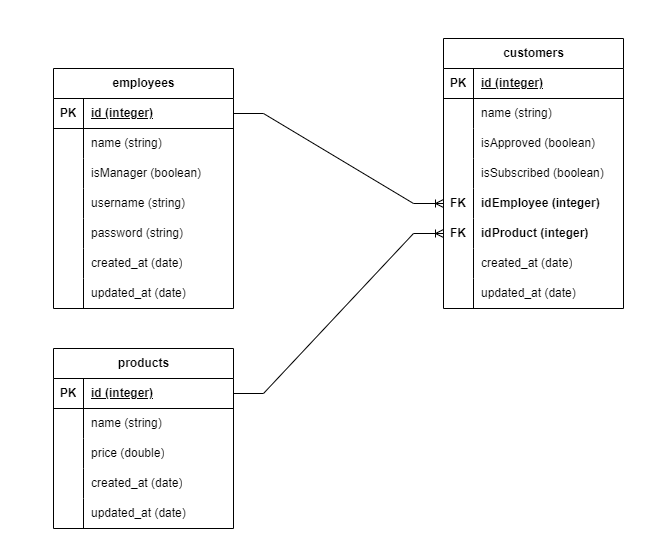 employees
PK id (integer)
name (string)
isManager (boolean)
username (string)
password (string)
created_at (date)
updated_at (date)
customers
PK id (integer)
name (string)
isApproved (boolean)
isSubscribed (boolean)
FK idEmployee (integer)
FK idProduct (integer)
created_at (date)
updated_at (date)
products
PK id (integer)
name (string)
price (double)
created_at (date)
updated_at (date)